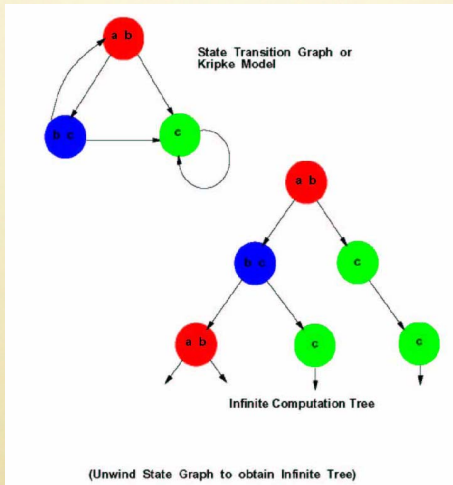 a b
State Transition Graph or
Kripke Model
b c
c
a b
b c
c
a b
c
c
Infinite Computation Tree
(Unwind State Graph to obtain Infinite Tree)